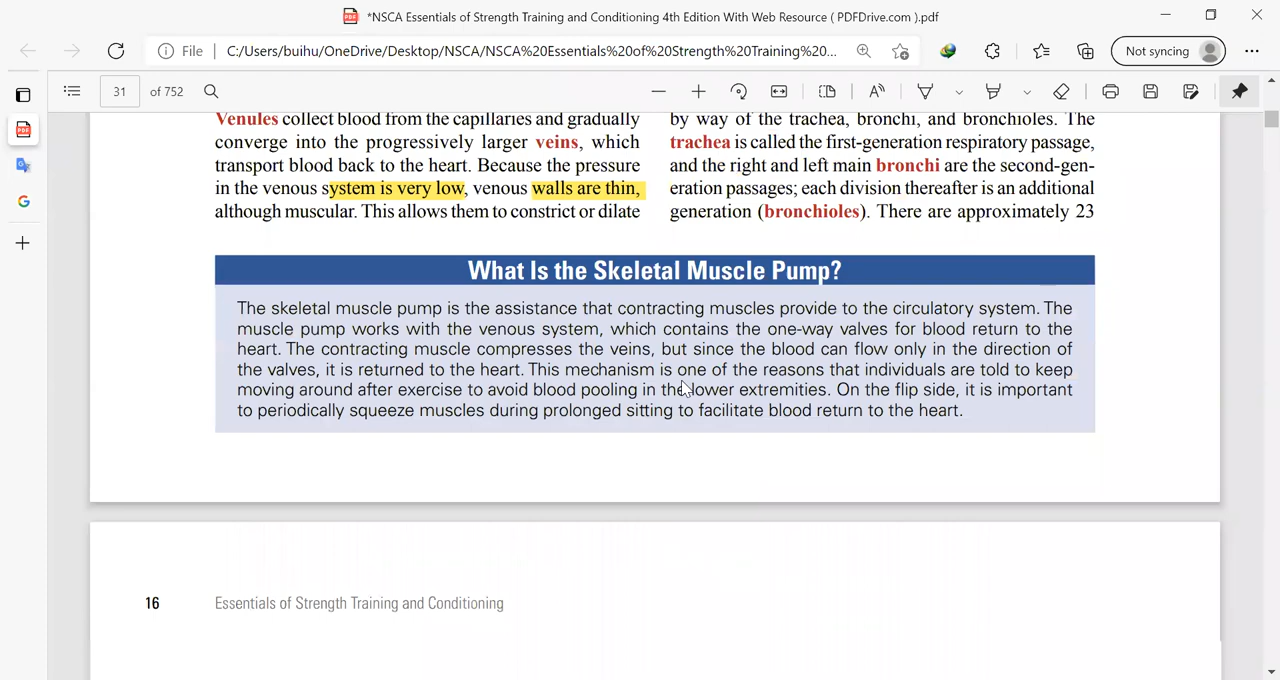 *NSCA Essentials of Strength Training and Conditioning 4th Edition With Web Resource ( PDFDrive.com ).pdf
File
C:/Users/buihu/OneDrive/Desktop/NSCA/NSCA%20Essentials%20of%20Strength%20Training%20...
Not syncing
31 of 752
Venules collect blood from the capillaries and gradually
converge into the progressively larger veins, which
transport blood back to the heart. Because the pressure
in the venous system is very low, venous walls are thin,
although muscular. This allows them to constrict or dilate
by way of the trachea, bronchi, and bronchioles. The
trachea is called the first-generation respiratory passage,
and the right and left main bronchi are the second-gen-
eration passages; each division thereafter is an additional
generation (bronchioles). There are approximately 23
What Is the Skeletal Muscle Pump?
The skeletal muscle pump is the assistance that contracting muscles provide to the circulatory system. The
muscle pump works with the venous system, which contains the one-way valves for blood return to the
heart. The contracting muscle compresses the veins, but since the blood can flow only in the direction of
the valves, it is returned to the heart. This mechanism is one of the reasons that individuals are told to keep
moving around after exercise to avoid blood pooling in the lower extremities. On the flip side, it is important
to periodically squeeze muscles during prolonged sitting to facilitate blood return to the heart.
16 Essentials of Strength Training and Conditioning